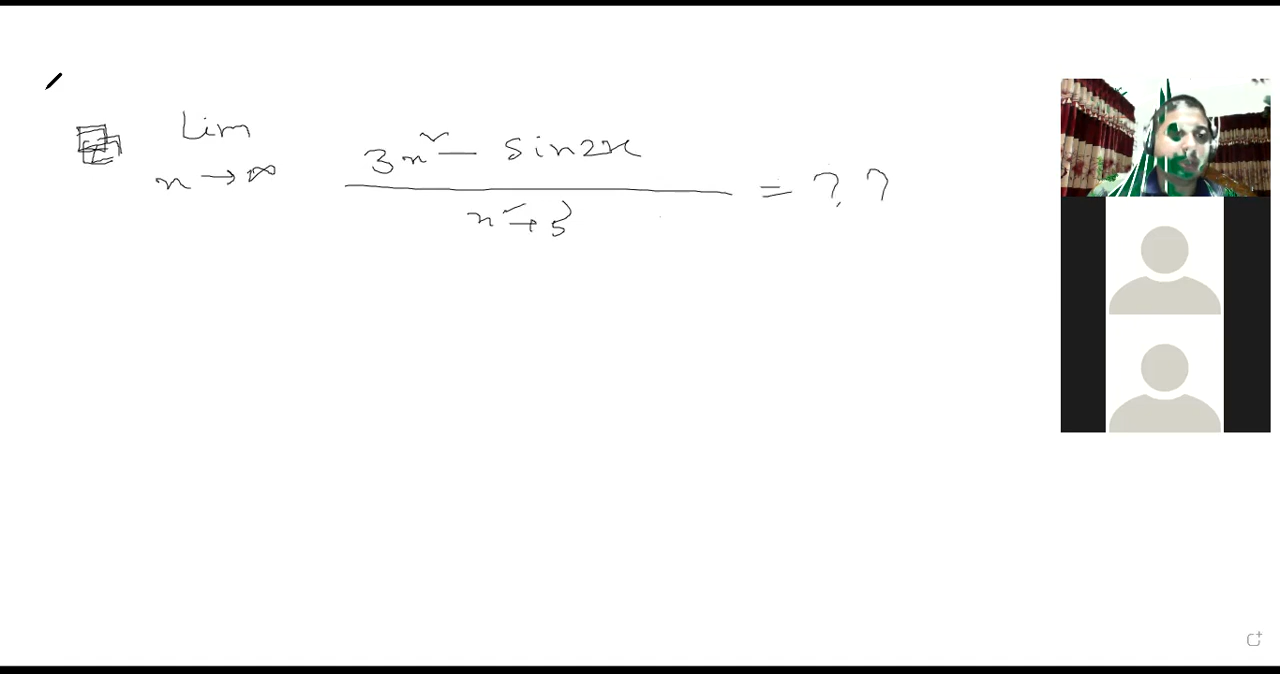 Lim
x → ∞
3x² − sin2x
x² + 5
= ? ?